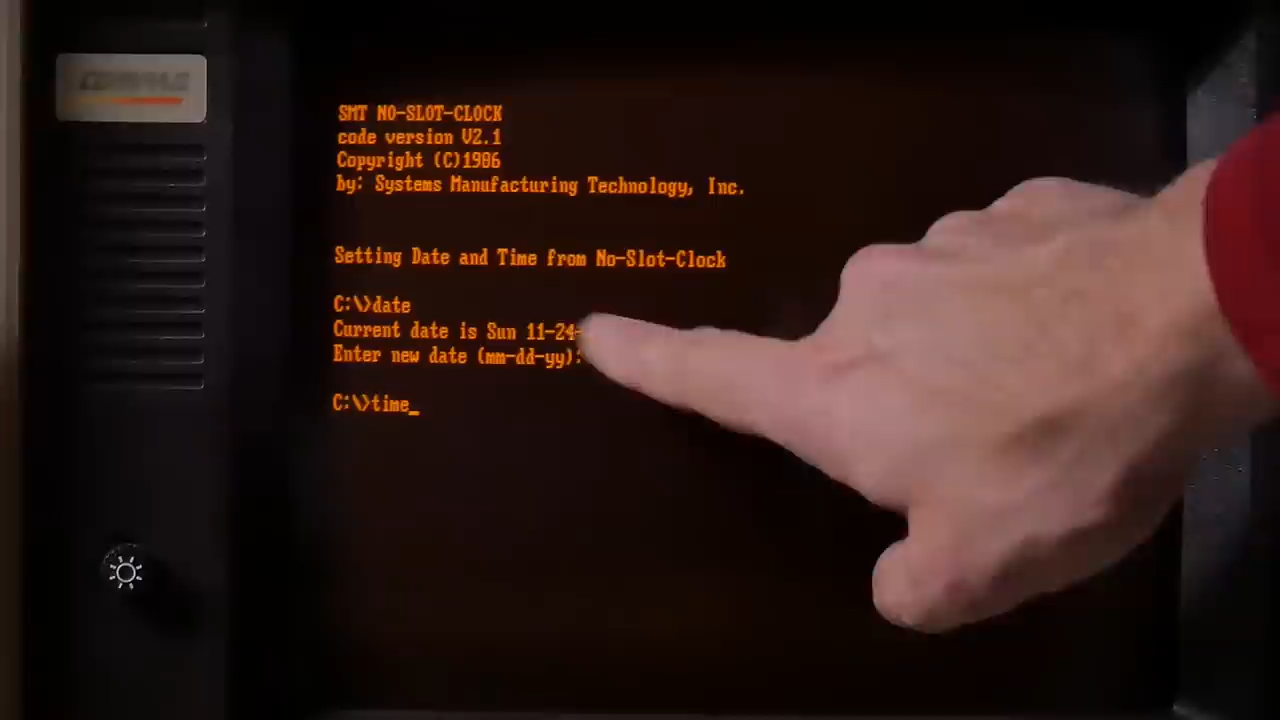 SMT NO-SLOT-CLOCK
code version V2.1
Copyright (C)1986
by: Systems Manufacturing Technology, Inc.
Setting Date and Time from No-Slot-Clock
C:\>date
Current date is Sun 11-24-
Enter new date (mm-dd-yy):
C:\>time_